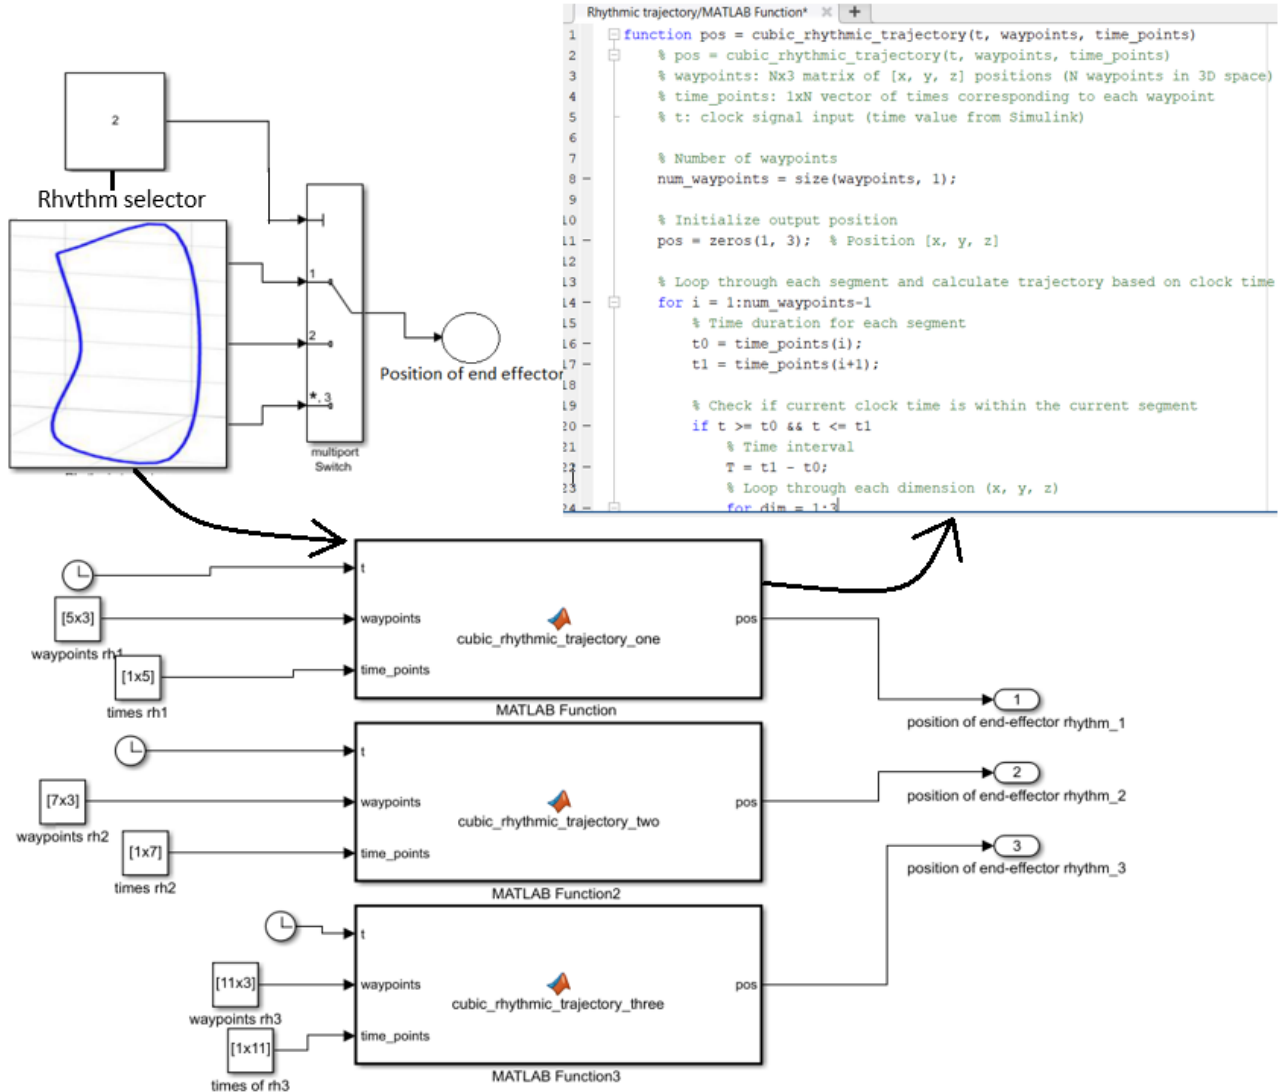 Rhythmic trajectory/MATLAB Function*
1 function pos = cubic_rhythmic_trajectory(t, waypoints, time_points)
2 % pos = cubic_rhythmic_trajectory(t, waypoints, time_points)
3 % waypoints: Nx3 matrix of [x, y, z] positions (N waypoints in 3D space)
4 % time_points: 1xN vector of times corresponding to each waypoint
5 % t: clock signal input (time value from Simulink)
6
7 % Number of waypoints
8 num_waypoints = size(waypoints, 1);
9
10 % Initialize output position
11 pos = zeros(1, 3); % Position [x, y, z]
12
13 % Loop through each segment and calculate trajectory based on clock time
14 for i = 1:num_waypoints-1
15 % Time duration for each segment
16 t0 = time_points(i);
17 t1 = time_points(i+1);
18
19 % Check if current clock time is within the current segment
20 if t >= t0 && t <= t1
21 % Time interval
22 T = t1 - t0;
23 % Loop through each dimension (x, y, z)
24 for dim = 1:3
2
Rhythm selector
1
2
*, 3
multiport
Switch
Position of end effector
t
[5x3]
waypoints rh1
waypoints
[1x5]
times rh1
time_points
cubic_rhythmic_trajectory_one
pos
MATLAB Function
1
position of end-effector rhythm_1
t
[7x3]
waypoints rh2
waypoints
[1x7]
times rh2
time_points
cubic_rhythmic_trajectory_two
pos
MATLAB Function2
2
position of end-effector rhythm_2
t
[11x3]
waypoints rh3
waypoints
[1x11]
times of rh3
time_points
cubic_rhythmic_trajectory_three
pos
MATLAB Function3
3
position of end-effector rhythm_3